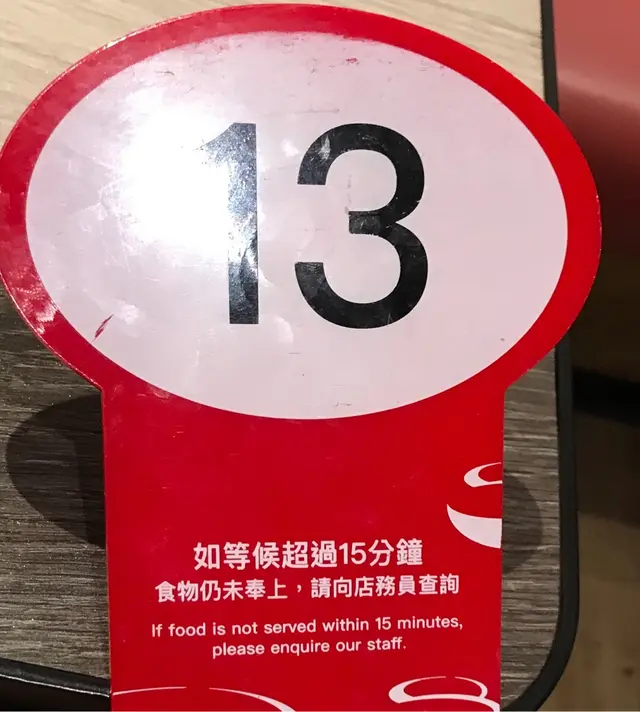 13
如等候超過15分鐘
食物仍未奉上，請向店務員查詢
If food is not served within 15 minutes,
please enquire our staff.